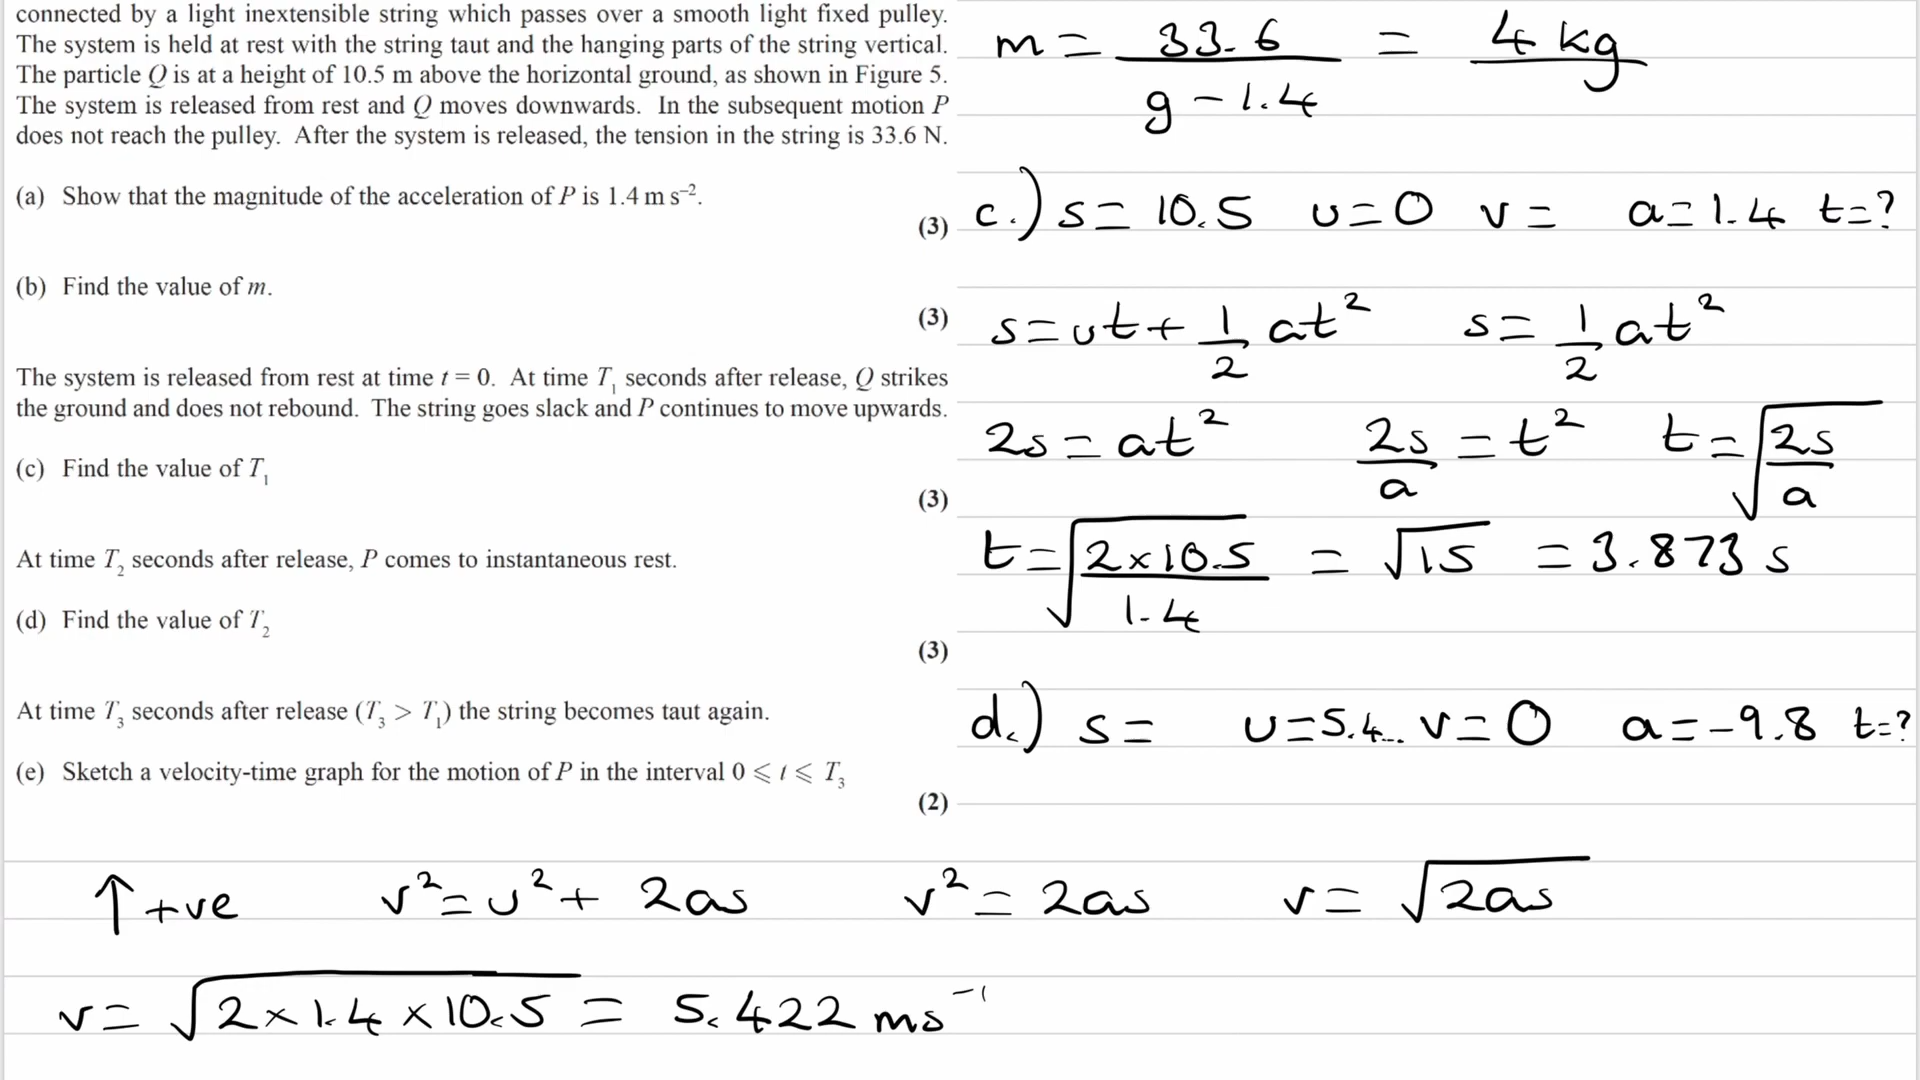 connected by a light inextensible string which passes over a smooth light fixed pulley.
The system is held at rest with the string taut and the hanging parts of the string vertical.
The particle Q is at a height of 10.5 m above the horizontal ground, as shown in Figure 5.
The system is released from rest and Q moves downwards. In the subsequent motion P
does not reach the pulley. After the system is released, the tension in the string is 33.6 N.
(a) Show that the magnitude of the acceleration of P is 1.4 m s⁻².
(3)
(b) Find the value of m.
(3)
The system is released from rest at time t = 0. At time T₁ seconds after release, Q strikes
the ground and does not rebound. The string goes slack and P continues to move upwards.
(c) Find the value of T₁
(3)
At time T₂ seconds after release, P comes to instantaneous rest.
(d) Find the value of T₂
(3)
At time T₃ seconds after release (T₃ > T₁) the string becomes taut again.
(e) Sketch a velocity-time graph for the motion of P in the interval 0 ⩽ t ⩽ T₃
(2)
m = 33.6 / (g - 1.4) = 4 kg
c.) s = 10.5 u = 0 v = a = 1.4 t = ?
s = ut + 1/2 at² s = 1/2 at²
2s = at² 2s/a = t² t = √(2s/a)
t = √(2 × 10.5 / 1.4) = √15 = 3.873 s
d.) s = u = 5.4... v = 0 a = -9.8 t = ?
↑ +ve v² = u² + 2as v² = 2as v = √2as
v = √2 × 1.4 × 10.5 = 5.422 ms⁻¹